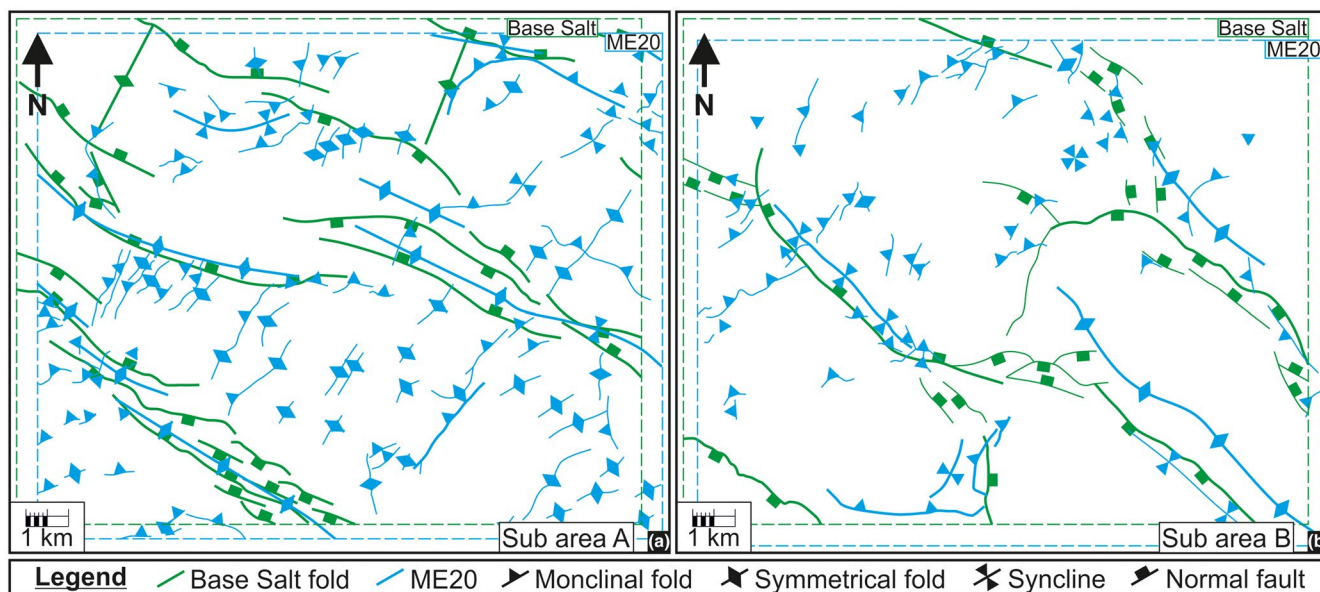 Base Salt
ME20
N
1 km
Sub area A
(a)
Base Salt
ME20
N
1 km
Sub area B
Legend
Base Salt fold
ME20
Monclinal fold
Symmetrical fold
Syncline
Normal fault